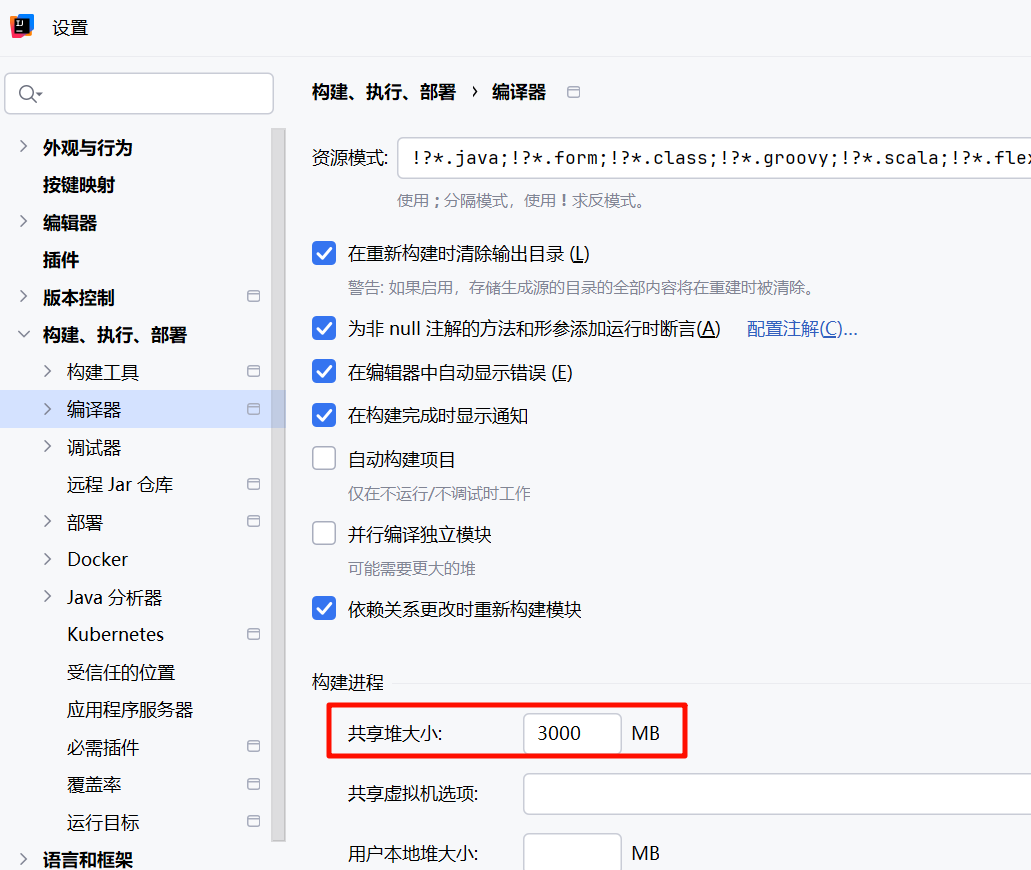 设置
外观与行为
按键映射
编辑器
插件
版本控制
构建、执行、部署
构建工具
编译器
调试器
远程 Jar 仓库
部署
Docker
Java 分析器
Kubernetes
受信任的位置
应用程序服务器
必需插件
覆盖率
运行目标
语言和框架
构建、执行、部署 › 编译器
资源模式: !?*.java;!?*.form;!?*.class;!?*.groovy;!?*.scala;!?*.flex
使用 ; 分隔模式，使用 ! 求反模式。
在重新构建时清除输出目录 (L)
警告: 如果启用，存储生成源的目录的全部内容将在重建时被清除。
为非 null 注解的方法和形参添加运行时断言(A) 配置注解(C)...
在编辑器中自动显示错误 (E)
在构建完成时显示通知
自动构建项目
仅在不运行/不调试时工作
并行编译独立模块
可能需要更大的堆
依赖关系更改时重新构建模块
构建进程
共享堆大小: 3000 MB
共享虚拟机选项:
用户本地堆大小: MB